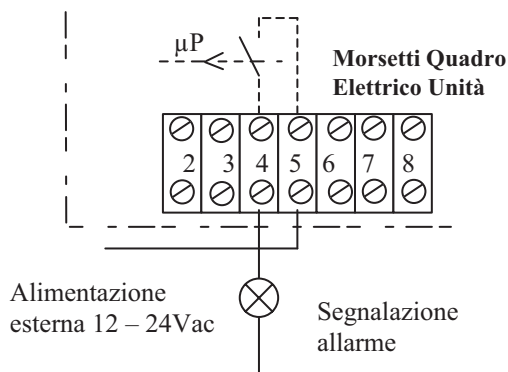 µP
Morsetti Quadro
Elettrico Unità
2 3 4 5 6 7 8
Alimentazione
esterna 12 – 24Vac
Segnalazione
allarme